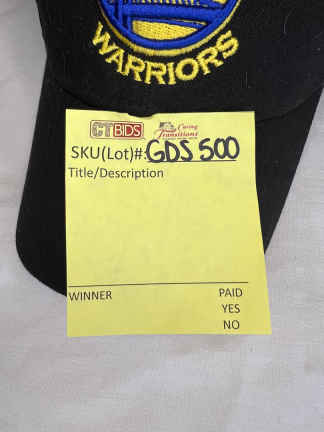 WARRIORS
CTBIDS Caring Transitions
SKU(Lot)#: GDS 500
Title/Description
WINNER PAID
YES
NO